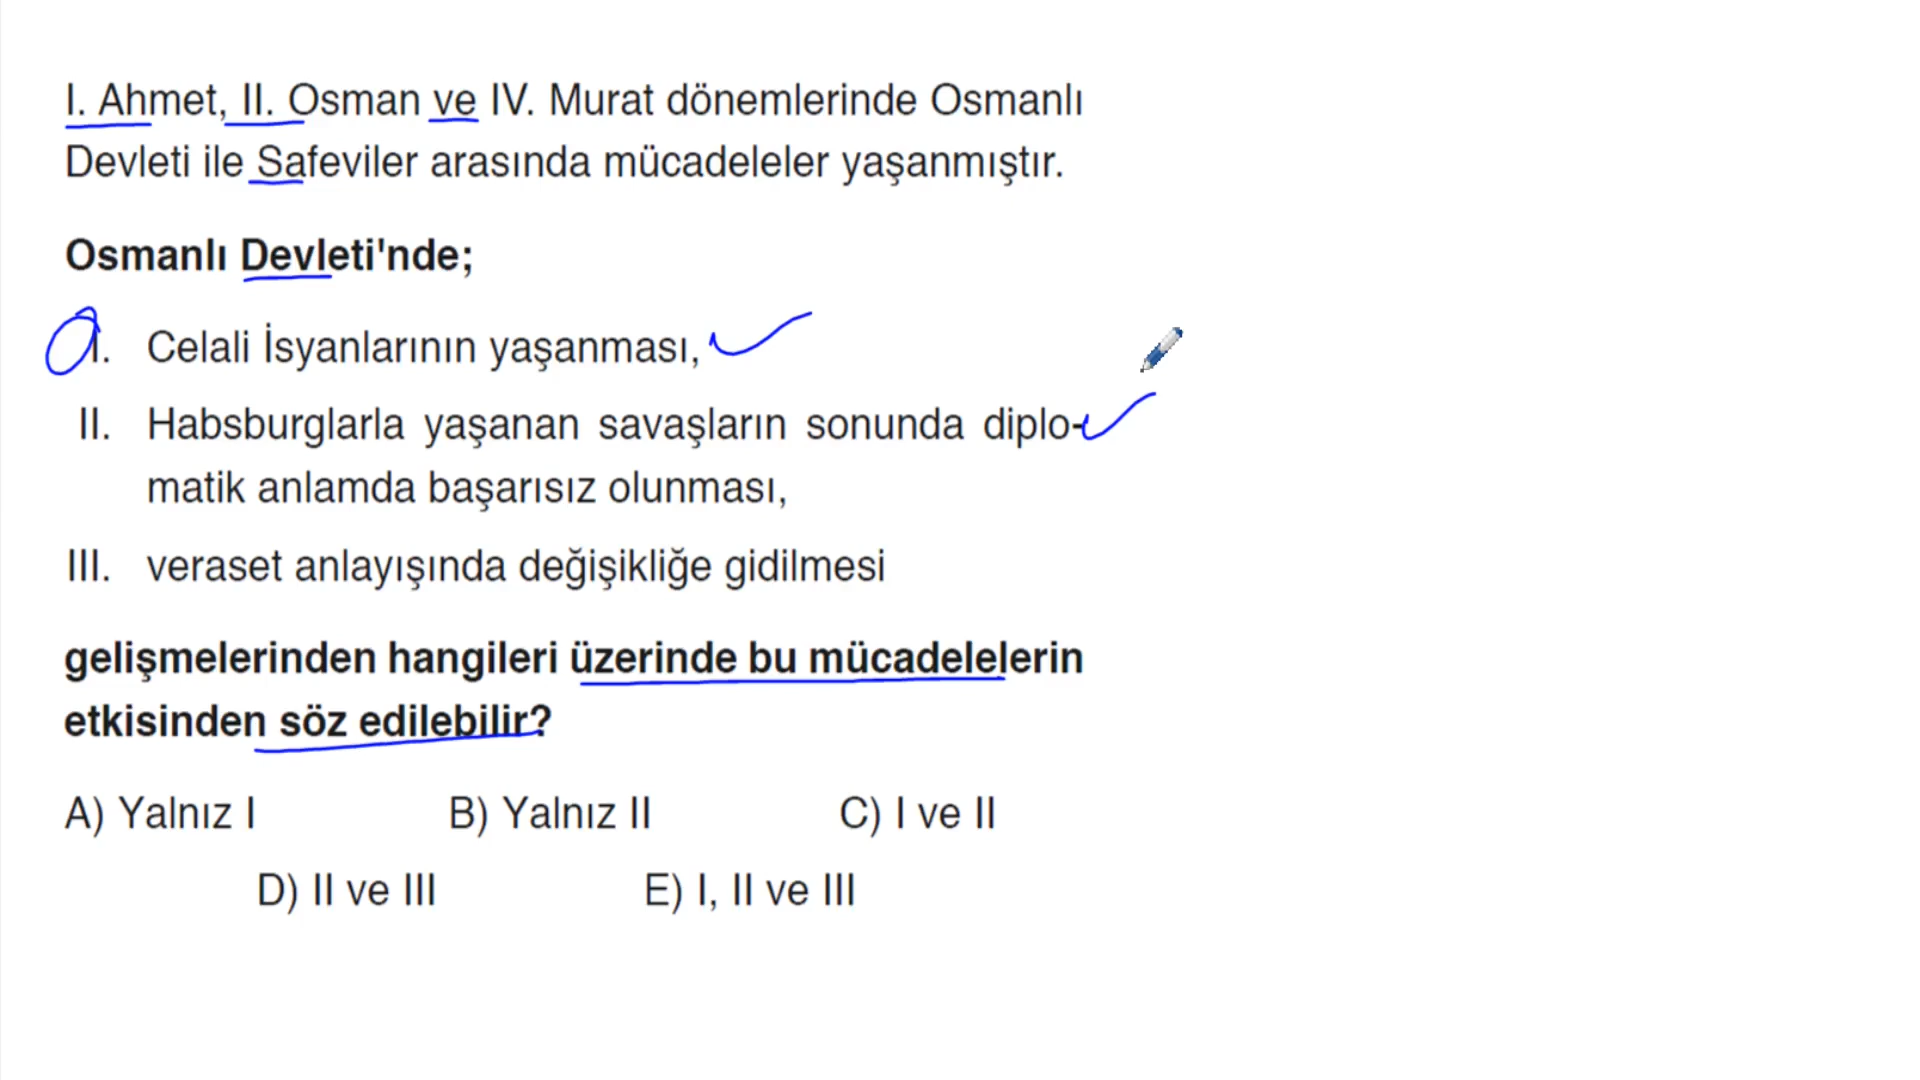 I. Ahmet, II. Osman ve IV. Murat dönemlerinde Osmanlı
Devleti ile Safeviler arasında mücadeleler yaşanmıştır.
Osmanlı Devleti'nde;
I. Celali İsyanlarının yaşanması,
II. Habsburglarla yaşanan savaşların sonunda diplo-
matik anlamda başarısız olunması,
III. veraset anlayışında değişikliğe gidilmesi
gelişmelerinden hangileri üzerinde bu mücadelelerin
etkisinden söz edilebilir?
A) Yalnız I B) Yalnız II C) I ve II
D) II ve III E) I, II ve III